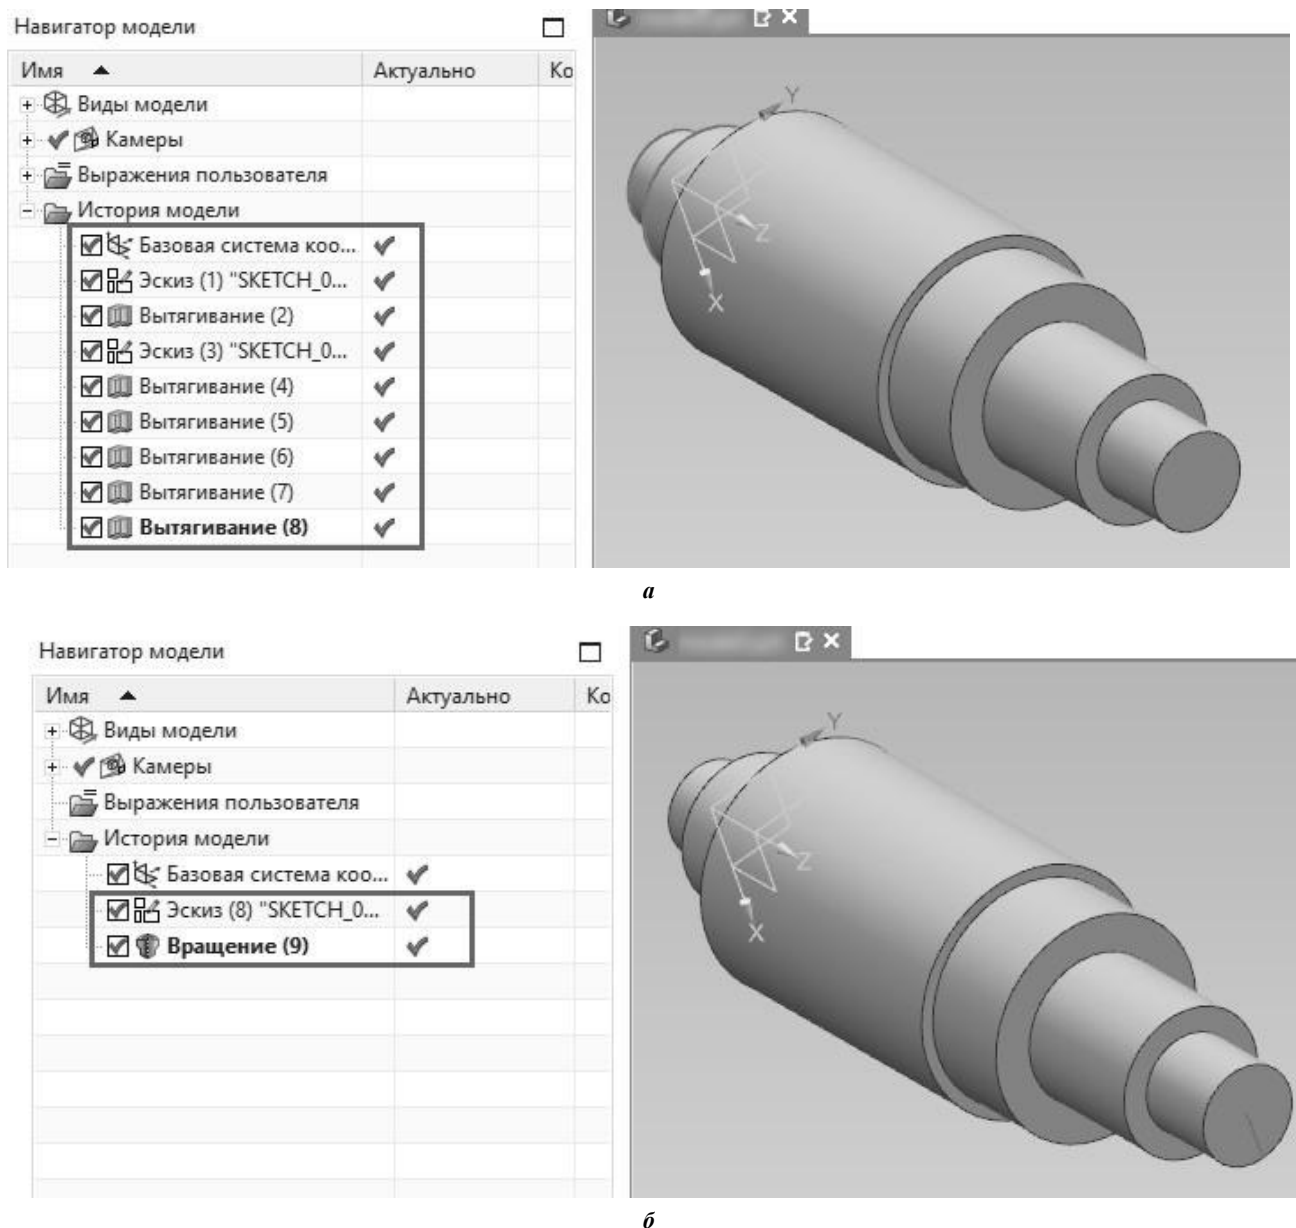 Навигатор модели
Имя Актуально Ко
Виды модели
Камеры
Выражения пользователя
История модели
Базовая система коо...
Эскиз (1) "SKETCH_0...
Вытягивание (2)
Эскиз (3) "SKETCH_0...
Вытягивание (4)
Вытягивание (5)
Вытягивание (6)
Вытягивание (7)
Вытягивание (8)
Y
Z
X
а
Навигатор модели
Имя Актуально Ко
Виды модели
Камеры
Выражения пользователя
История модели
Базовая система коо...
Эскиз (8) "SKETCH_0...
Вращение (9)
Y
Z
X
б